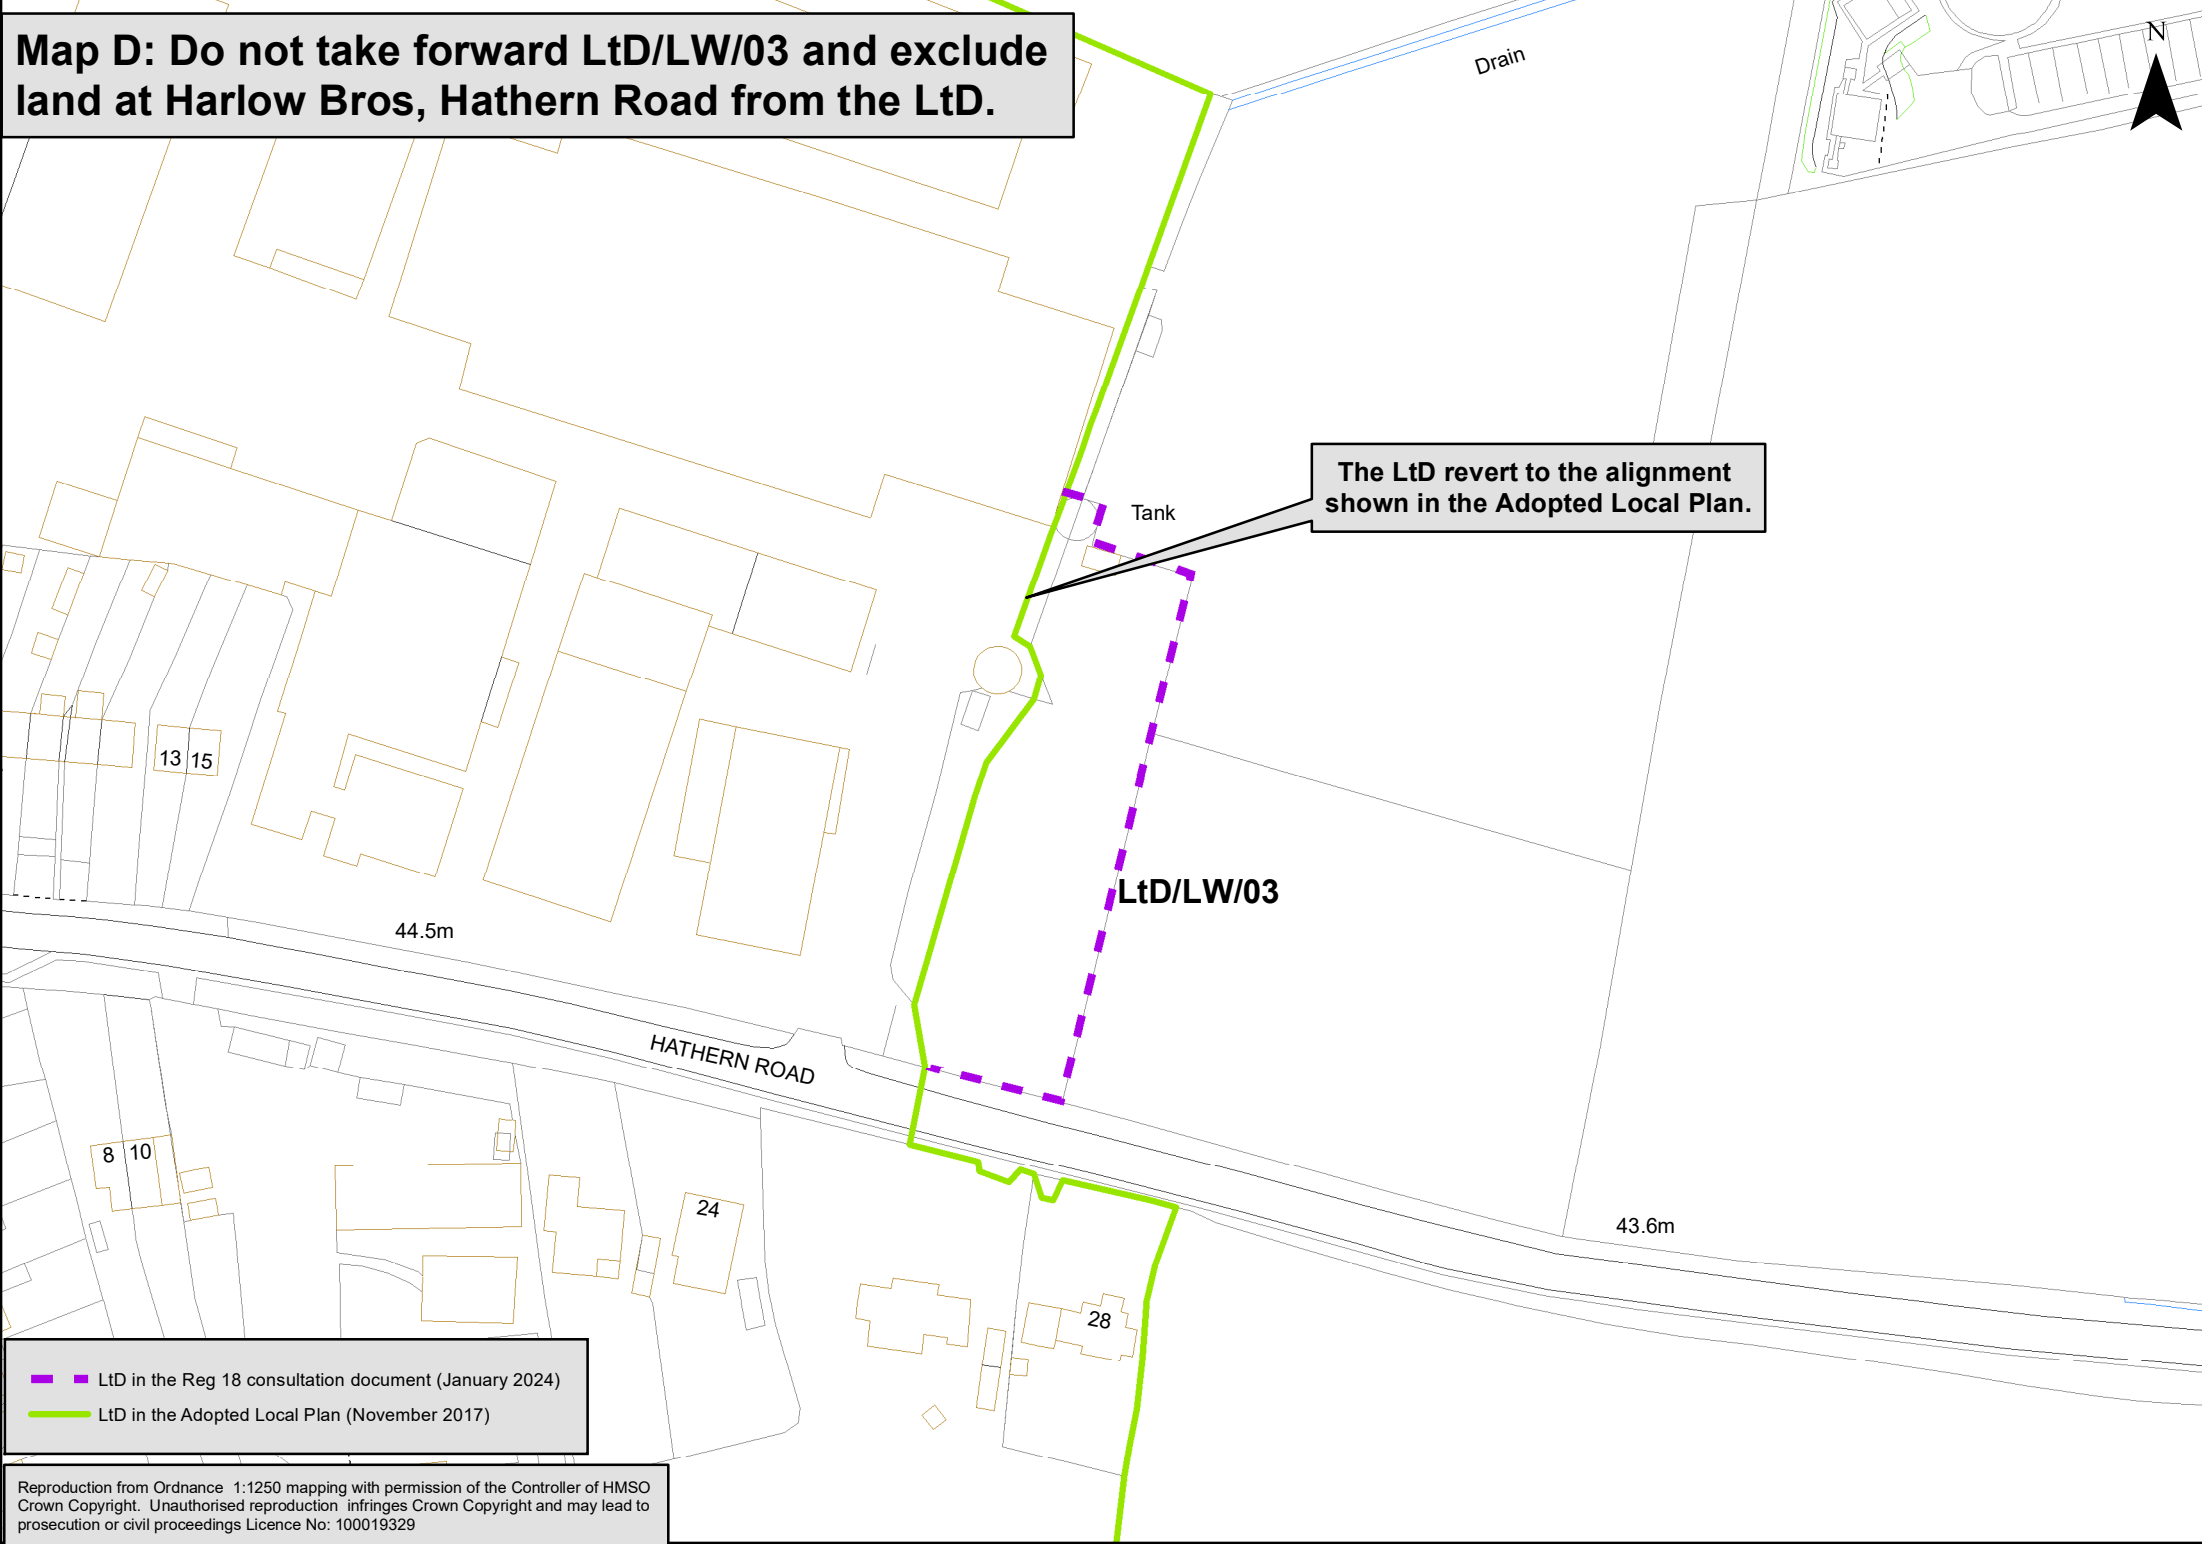 Map D: Do not take forward LtD/LW/03 and exclude
land at Harlow Bros, Hathern Road from the LtD.
Drain
N
The LtD revert to the alignment
shown in the Adopted Local Plan.
Tank
13 15
LtD/LW/03
44.5m
HATHERN ROAD
8 10
24
43.6m
28
LtD in the Reg 18 consultation document (January 2024)
LtD in the Adopted Local Plan (November 2017)
Reproduction from Ordnance 1:1250 mapping with permission of the Controller of HMSO
Crown Copyright. Unauthorised reproduction infringes Crown Copyright and may lead to
prosecution or civil proceedings Licence No: 100019329